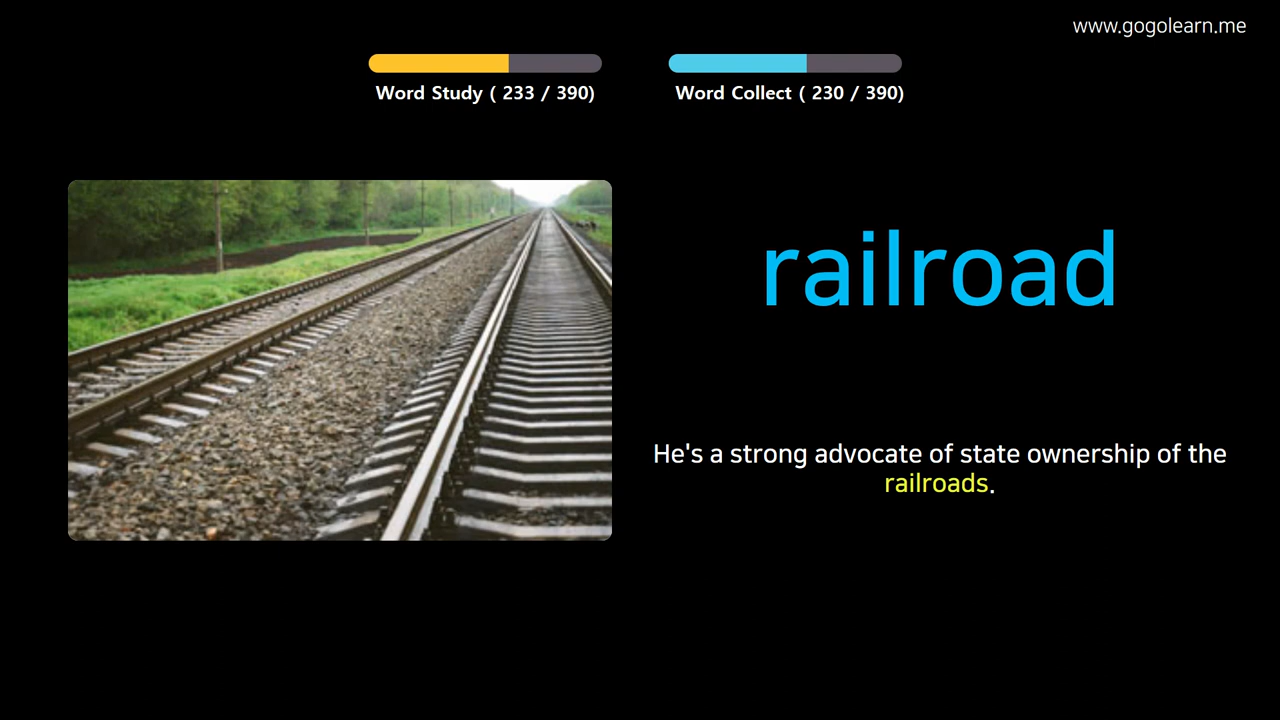 www.gogolearn.me
Word Study ( 233 / 390)
Word Collect ( 230 / 390)
railroad
He's a strong advocate of state ownership of the
railroads.